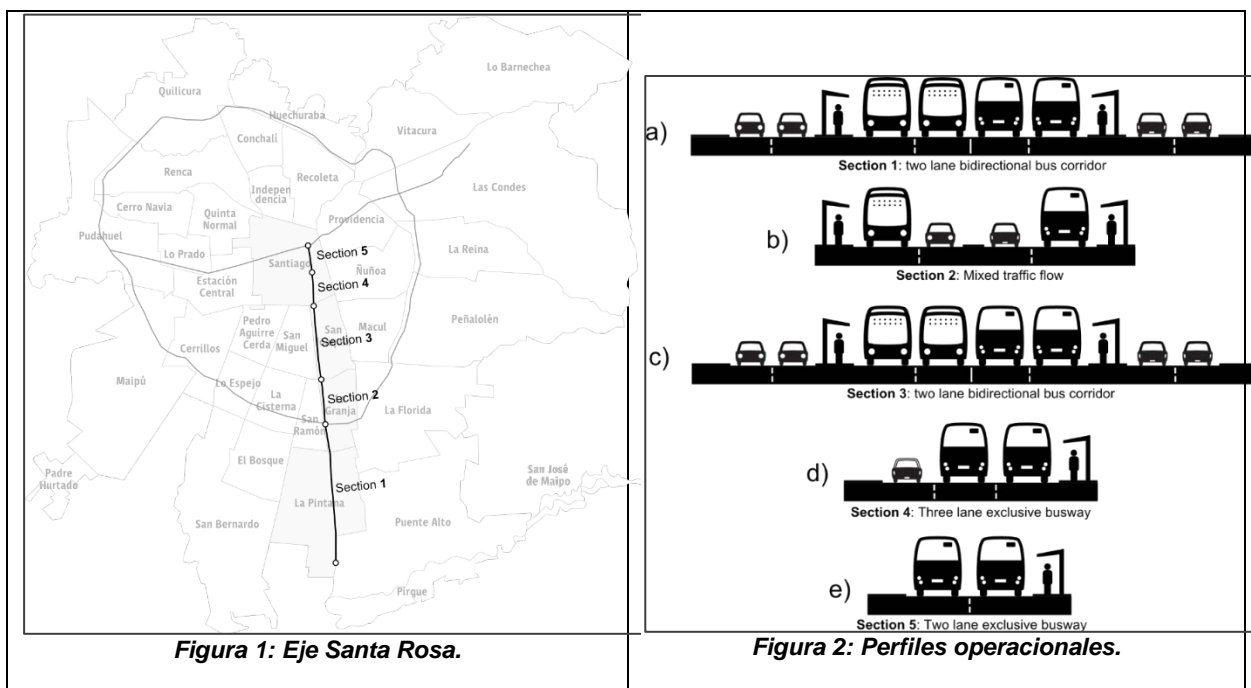 Lo Barnechea
Quilicura
Huechuraba
Conchalí
Vitacura
Renca
Recoleta
Indepen
dencia
Las Condes
Cerro Navia
Quinta
Normal
Providencia
Pudahuel
Lo Prado
Section 5
La Reina
Santiago
Ñuñoa
Estación
Central
Section 4
Pedro
Aguirre
Cerda
San
Miguel
San
Macul
Peñalolén
Section 3
Cerrillos
Maipú
Lo Espejo
La
Cisterna
Section 2
Granja
La Florida
San
Ramón
El Bosque
Padre
Hurtado
Section 1
San José
de Maipo
La Pintana
San Bernardo
Puente Alto
Pirque
Figura 1: Eje Santa Rosa.
a)
Section 1: two lane bidirectional bus corridor
b)
Section 2: Mixed traffic flow
c)
Section 3: two lane bidirectional bus corridor
d)
Section 4: Three lane exclusive busway
e)
Section 5: Two lane exclusive busway
Figura 2: Perfiles operacionales.